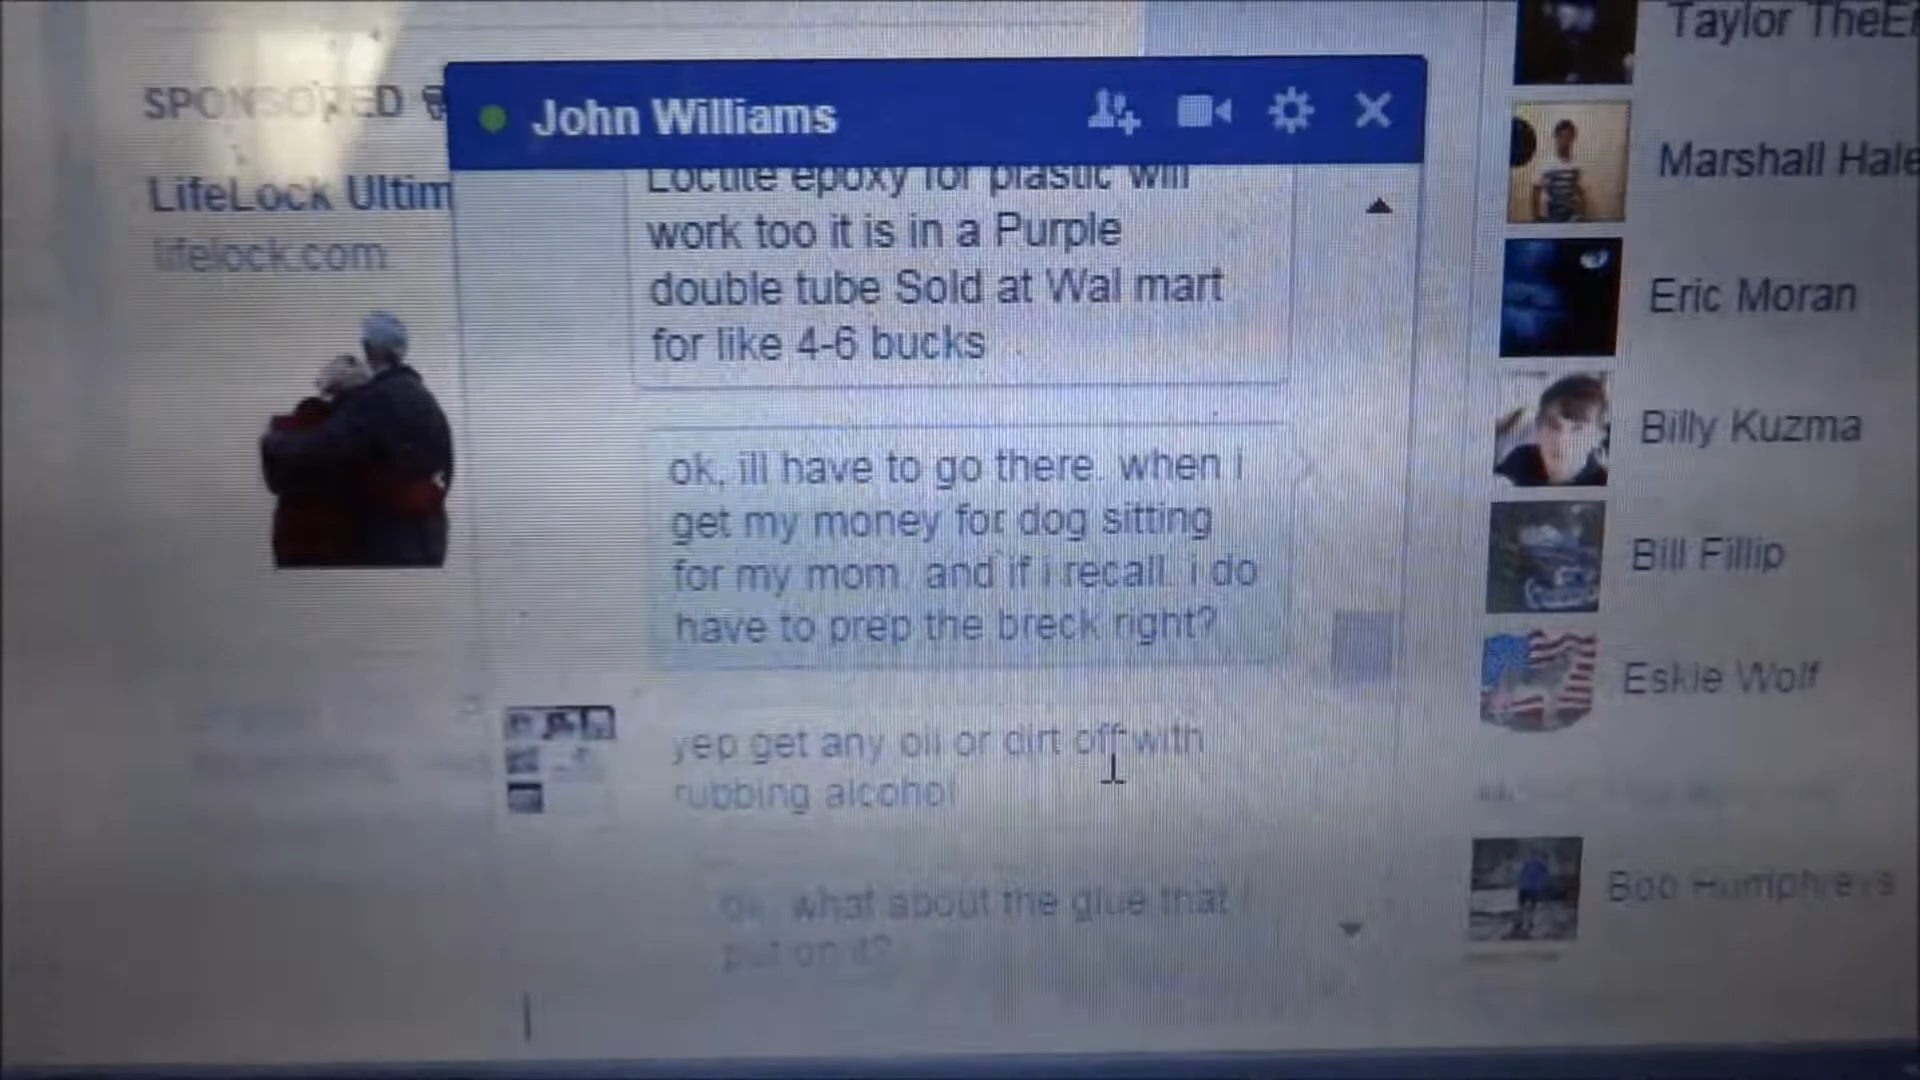 SPONSORED
LifeLock Ultim
lifelock.com
John Williams
Loctite epoxy for plastic will
work too it is in a Purple
double tube Sold at Wal mart
for like 4-6 bucks
ok, ill have to go there. when i
get my money for dog sitting
for my mom. and if i recall. i do
have to prep the breck right?
yep get any oil or dirt off with
rubbing alcohol
ok, what about the glue that I
put on it?
Taylor TheEn
Marshall Hale
Eric Moran
Billy Kuzma
Bill Fillip
Eskie Wolf
Bob Humphreys